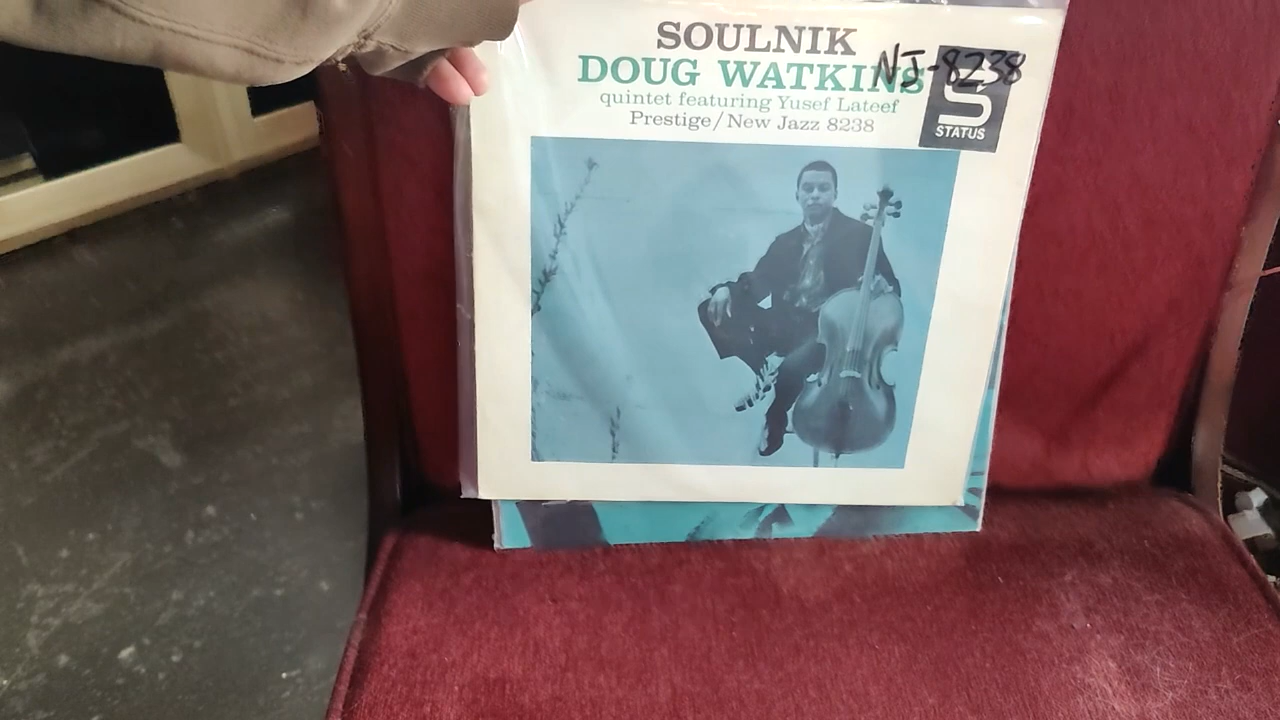 SOULNIK
DOUG WATKINS
NJ-8238
quintet featuring Yusef Lateef
Prestige/New Jazz 8238
S
STATUS